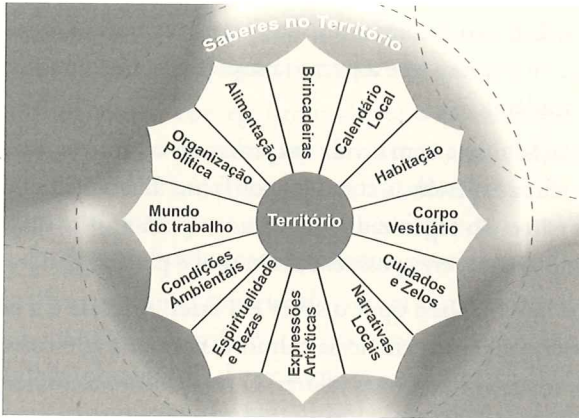 Saberes no Território
Brincadeiras
Calendário
Local
Habitação
Corpo
Vestuário
Cuidados
e Zelos
Narrativas
Locais
Expressões
Artísticas
Espiritualidade
e Rezas
Condições
Ambientais
Mundo
do trabalho
Organização
Política
Alimentação
Território